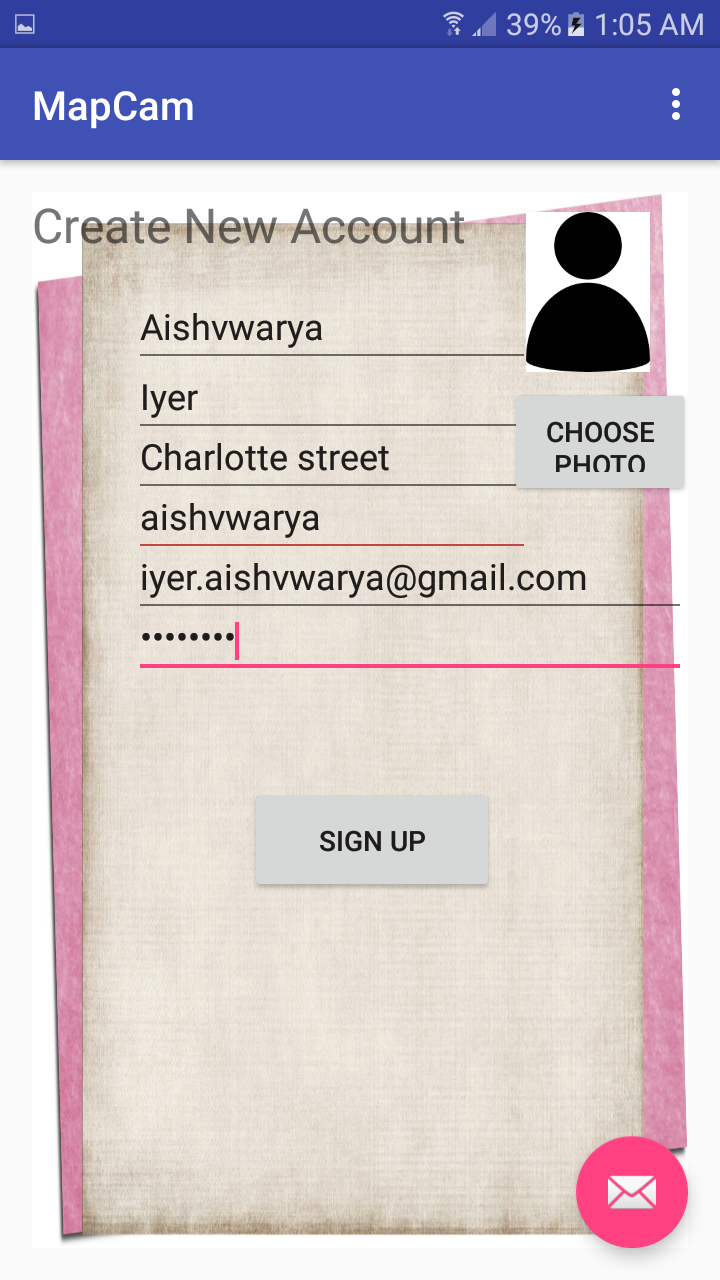 39% 1:05 AM
MapCam
Create New Account
Aishvwarya
Iyer
CHOOSE
PHOTO
Charlotte street
aishvwarya
iyer.aishvwarya@gmail.com
••••••••
SIGN UP